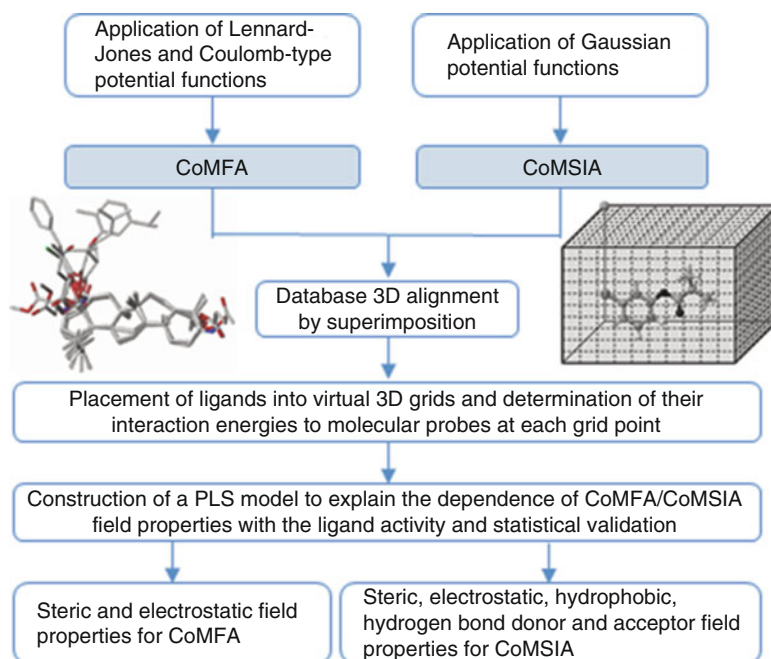 Application of Lennard-
Jones and Coulomb-type
potential functions
Application of Gaussian
potential functions
CoMFA
CoMSIA
Database 3D alignment
by superimposition
Placement of ligands into virtual 3D grids and determination of their
interaction energies to molecular probes at each grid point
Construction of a PLS model to explain the dependence of CoMFA/CoMSIA
field properties with the ligand activity and statistical validation
Steric and electrostatic field
properties for CoMFA
Steric, electrostatic, hydrophobic,
hydrogen bond donor and acceptor field
properties for CoMSIA